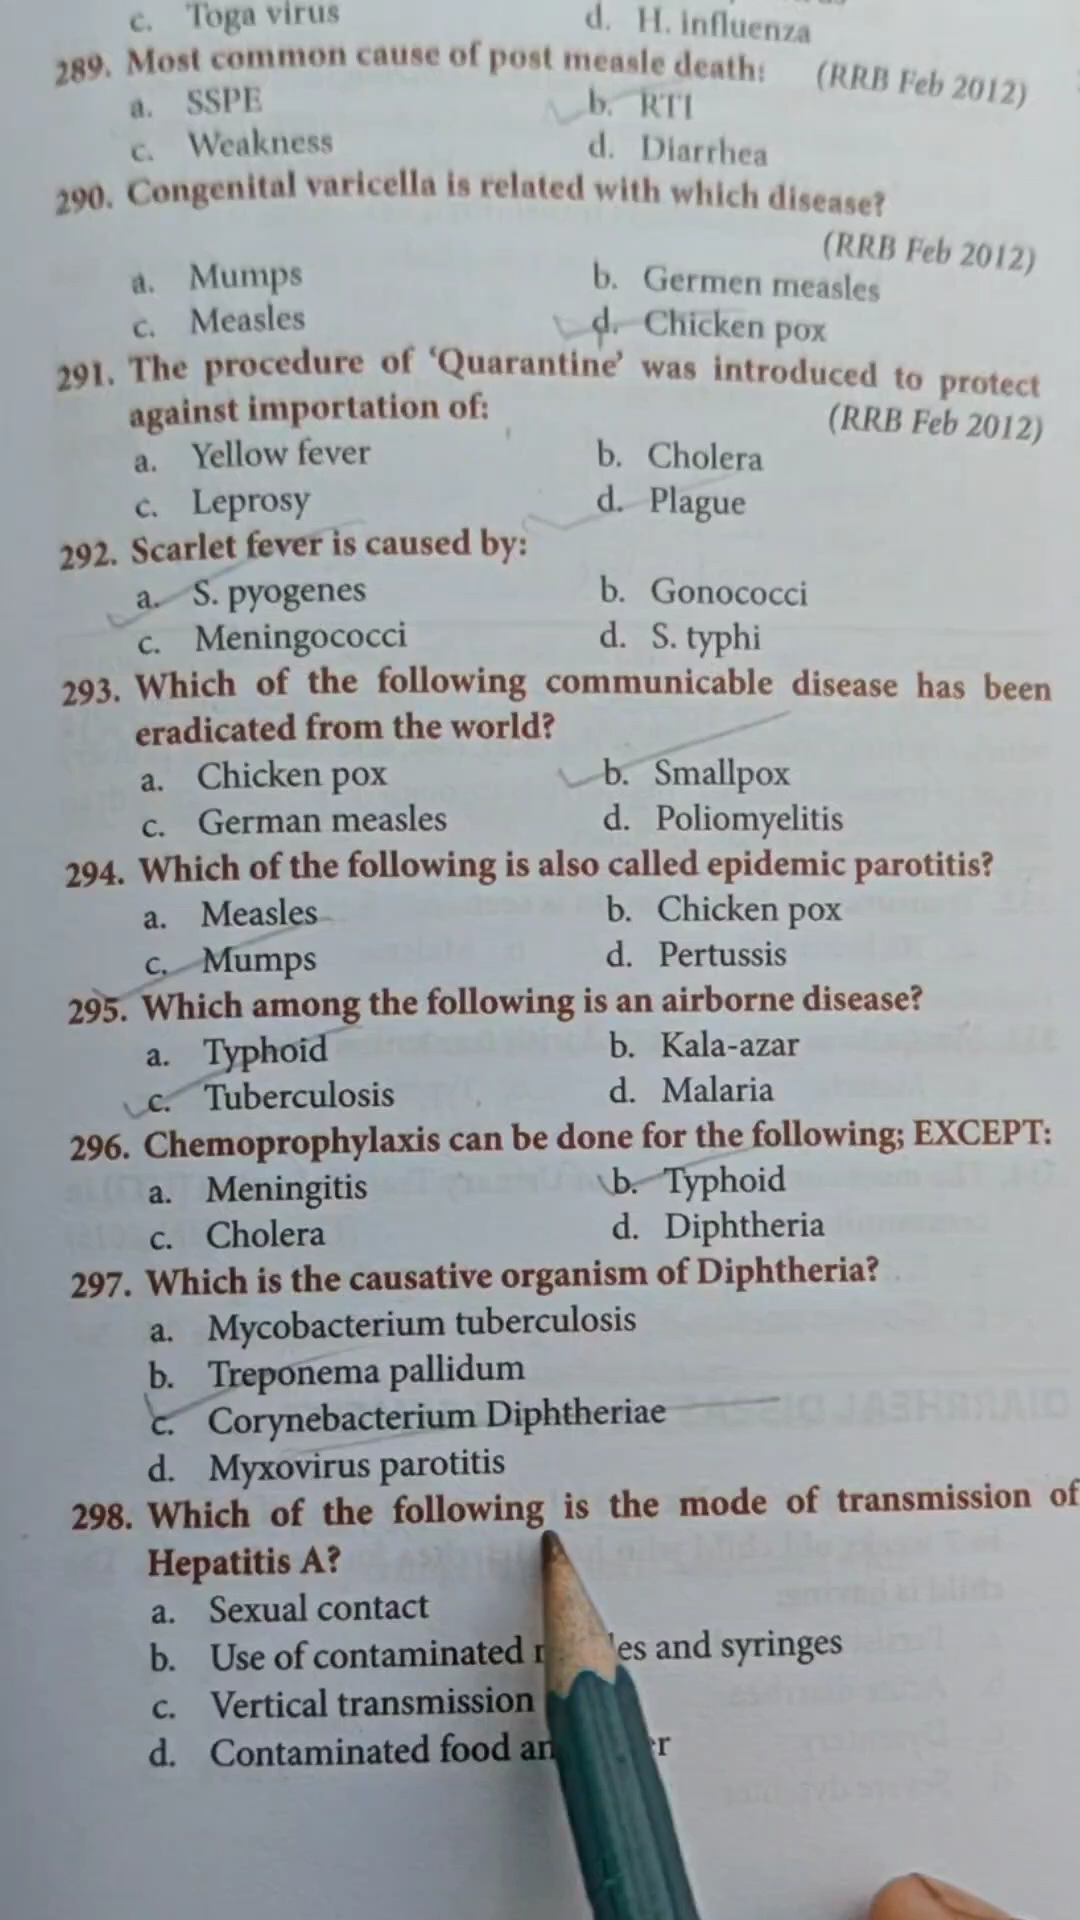 c. Toga virus d. H. influenza
289. Most common cause of post measle death: (RRB Feb 2012)
a. SSPE b. RTI
c. Weakness d. Diarrhea
290. Congenital varicella is related with which disease?
(RRB Feb 2012)
a. Mumps b. Germen measles
c. Measles d. Chicken pox
291. The procedure of ‘Quarantine’ was introduced to protect
against importation of: (RRB Feb 2012)
a. Yellow fever b. Cholera
c. Leprosy d. Plague
292. Scarlet fever is caused by:
a. S. pyogenes b. Gonococci
c. Meningococci d. S. typhi
293. Which of the following communicable disease has been
eradicated from the world?
a. Chicken pox b. Smallpox
c. German measles d. Poliomyelitis
294. Which of the following is also called epidemic parotitis?
a. Measles b. Chicken pox
c. Mumps d. Pertussis
295. Which among the following is an airborne disease?
a. Typhoid b. Kala-azar
c. Tuberculosis d. Malaria
296. Chemoprophylaxis can be done for the following; EXCEPT:
a. Meningitis b. Typhoid
c. Cholera d. Diphtheria
297. Which is the causative organism of Diphtheria?
a. Mycobacterium tuberculosis
b. Treponema pallidum
c. Corynebacterium Diphtheriae
d. Myxovirus parotitis
298. Which of the following is the mode of transmission of
Hepatitis A?
a. Sexual contact
b. Use of contaminated and syringes
c. Vertical transmission
d. Contaminated food